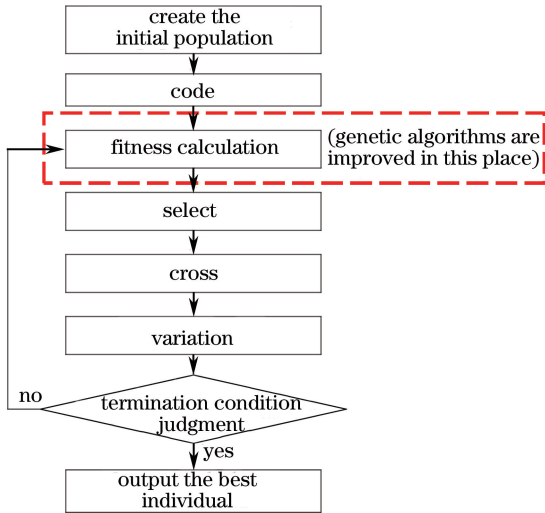 create the
initial population
code
fitness calculation
(genetic algorithms are
improved in this place)
select
cross
variation
termination condition
judgment
no
yes
output the best
individual